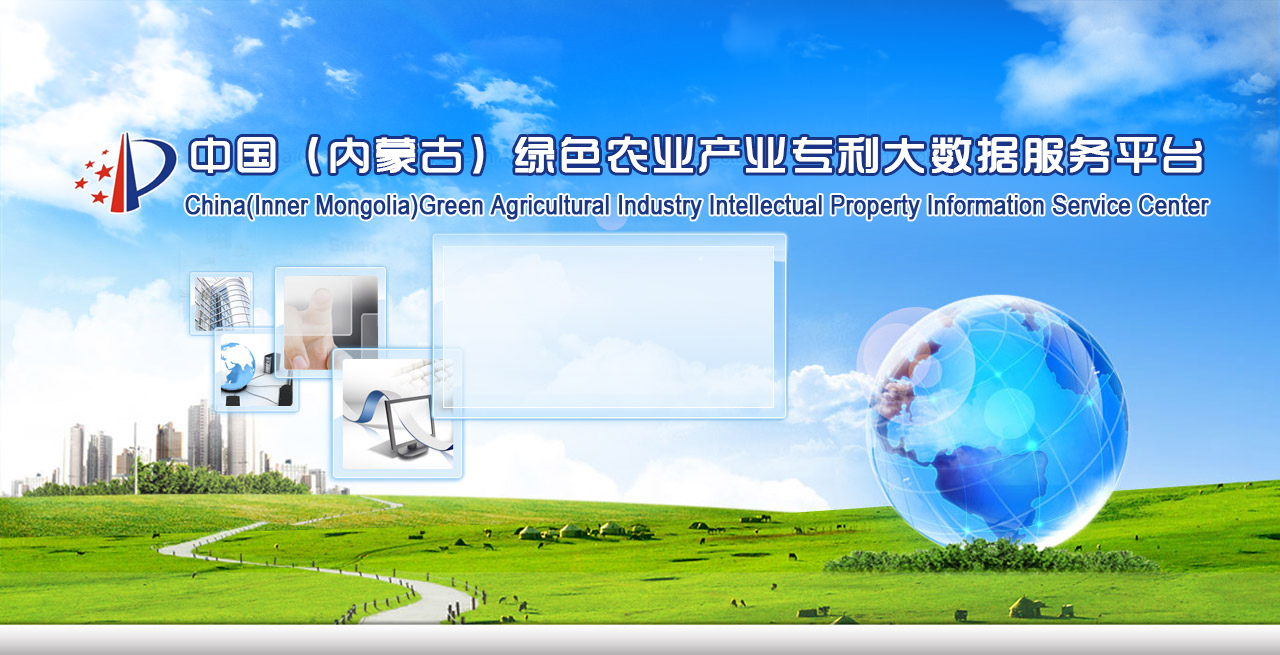 中国（内蒙古）绿色农业产业专利大数据服务平台
China(Inner Mongolia)Green Agricultural Industry Intellectual Property Information Service Center